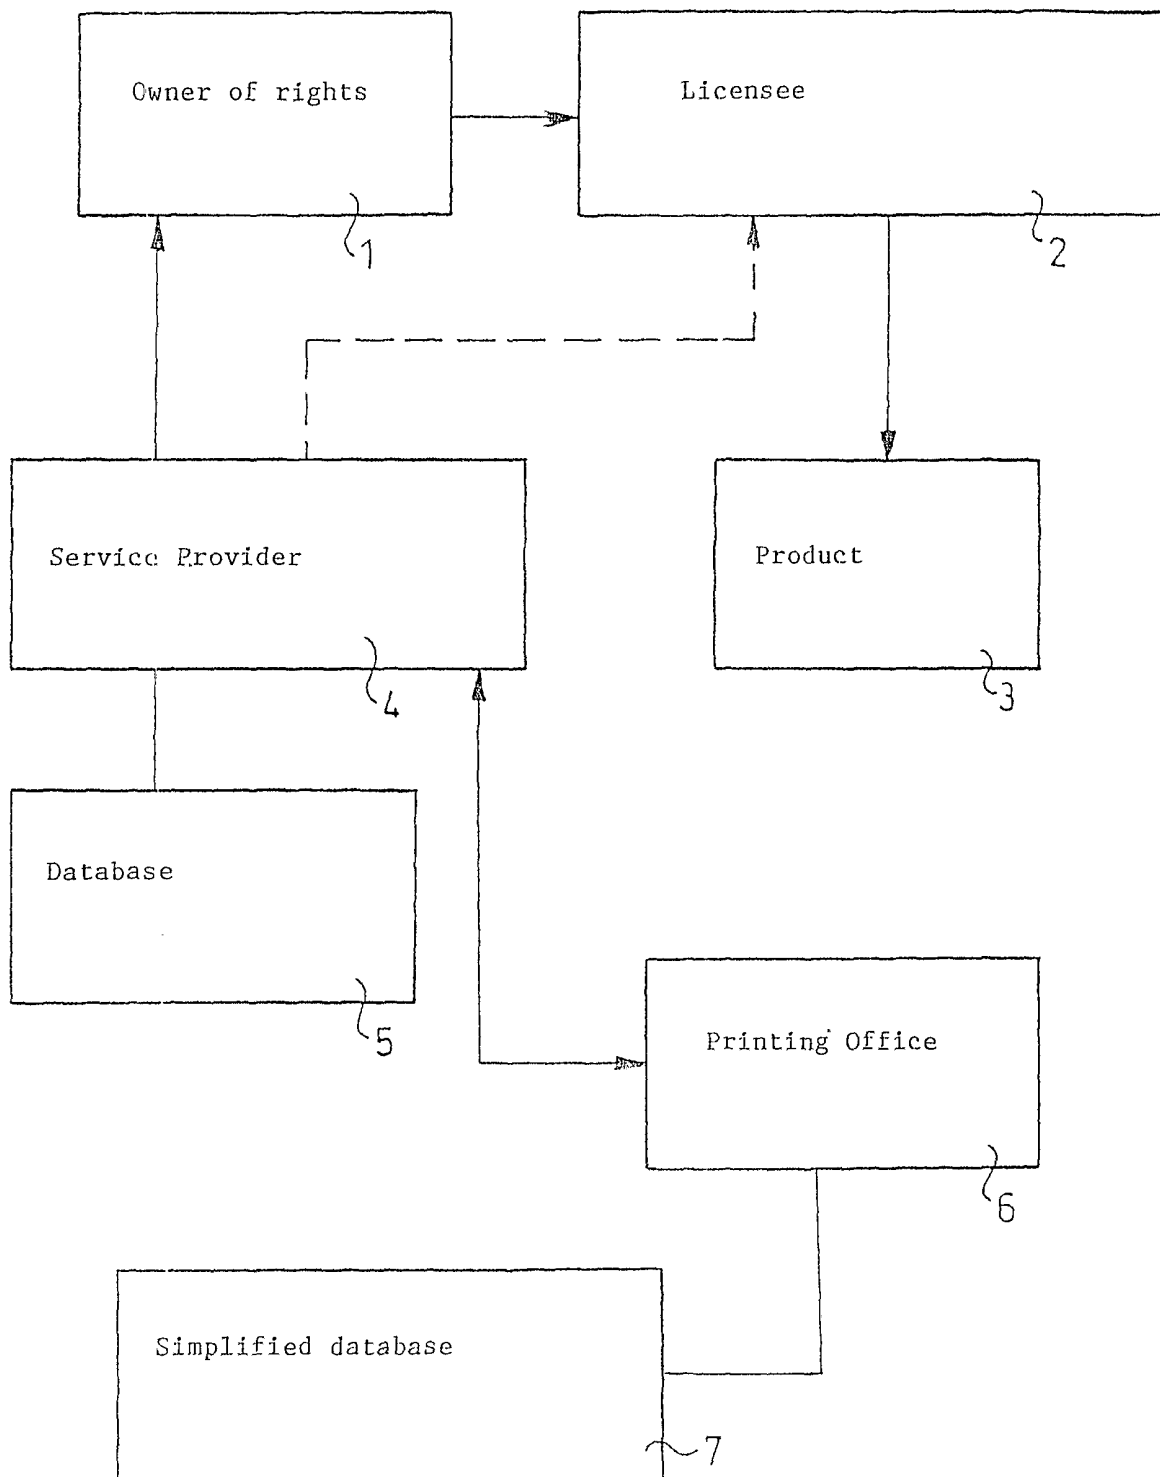 Owner of rights
Licensee
1
2
Service Provider
Product
4
3
Database
5
Printing Office
6
Simplified database
7